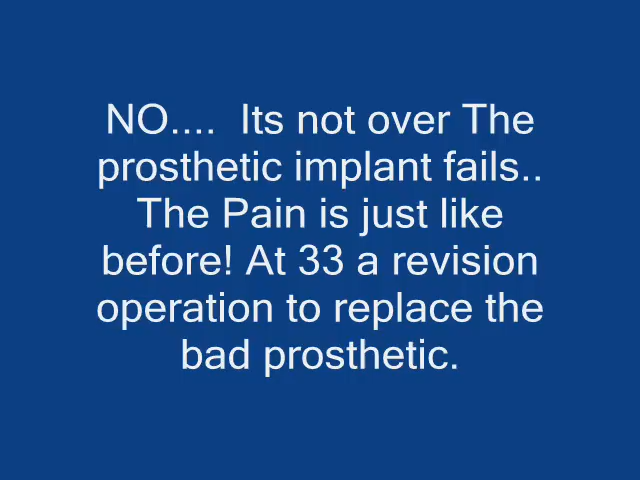 NO....  Its not over The
prosthetic implant fails..
The Pain is just like
before! At 33 a revision
operation to replace the
bad prosthetic.